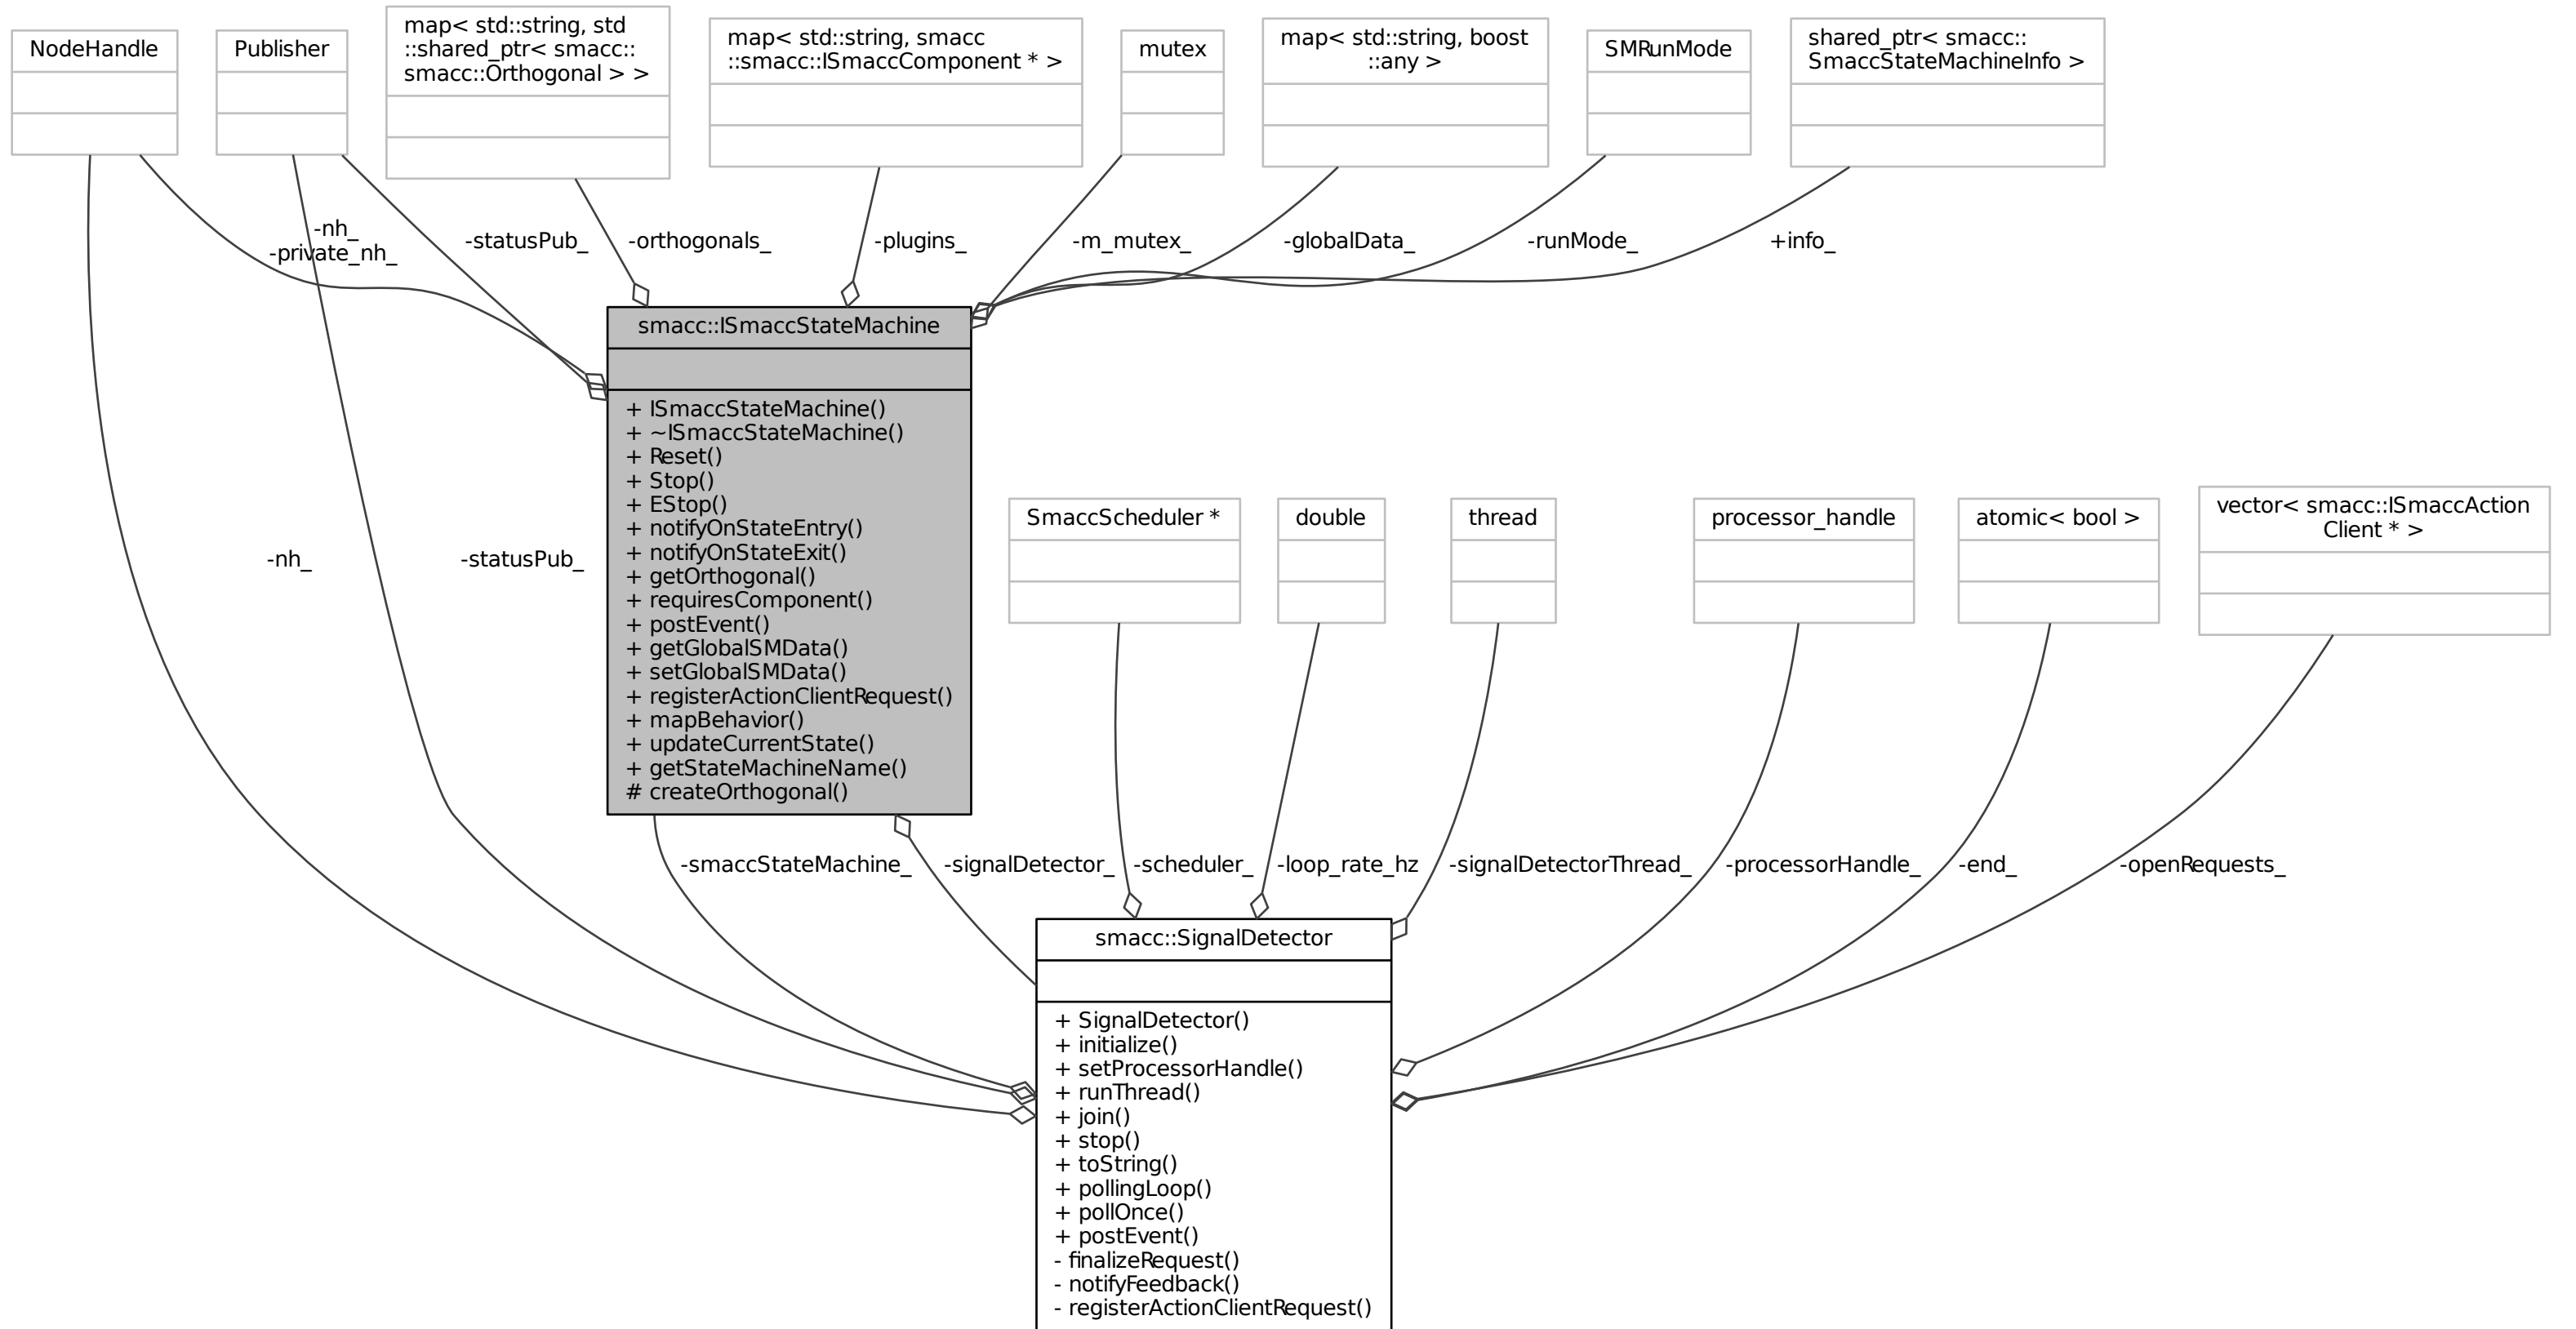 NodeHandle
Publisher
map< std::string, std
::shared_ptr< smacc::
smacc::Orthogonal > >
map< std::string, smacc
::smacc::ISmaccComponent * >
mutex
map< std::string, boost
::any >
SMRunMode
shared_ptr< smacc::
SmaccStateMachineInfo >
-nh_
-private_nh_
-statusPub_
-orthogonals_
-plugins_
-m_mutex_
-globalData_
-runMode_
+info_
smacc::ISmaccStateMachine
+ ISmaccStateMachine()
+ ~ISmaccStateMachine()
+ Reset()
+ Stop()
+ EStop()
+ notifyOnStateEntry()
+ notifyOnStateExit()
+ getOrthogonal()
+ requiresComponent()
+ postEvent()
+ getGlobalSMData()
+ setGlobalSMData()
+ registerActionClientRequest()
+ mapBehavior()
+ updateCurrentState()
+ getStateMachineName()
# createOrthogonal()
-nh_
-statusPub_
SmaccScheduler *
double
thread
processor_handle
atomic< bool >
vector< smacc::ISmaccAction
Client * >
-smaccStateMachine_
-signalDetector_
-scheduler_
-loop_rate_hz
-signalDetectorThread_
-processorHandle_
-end_
-openRequests_
smacc::SignalDetector
+ SignalDetector()
+ initialize()
+ setProcessorHandle()
+ runThread()
+ join()
+ stop()
+ toString()
+ pollingLoop()
+ pollOnce()
+ postEvent()
- finalizeRequest()
- notifyFeedback()
- registerActionClientRequest()